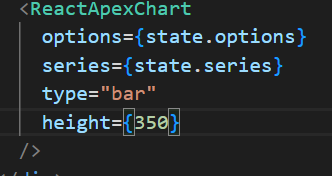 <ReactApexChart
options={state.options}
series={state.series}
type="bar"
height={350}
/>